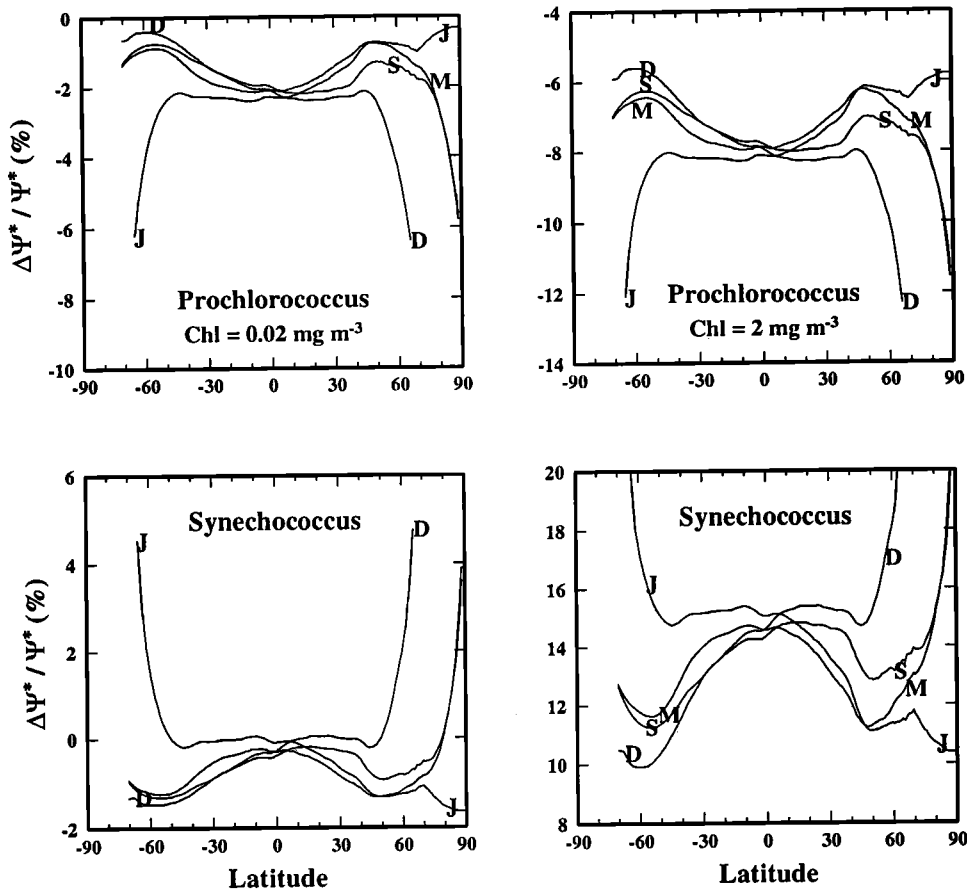 0
-2
-4
-6
-8
-10
ΔΨ* / Ψ* (%)
D
J
S
M
J
D
Prochlorococcus
Chl = 0.02 mg m-3
-90
-60
-30
0
30
60
90
-4
-6
-8
-10
-12
-14
D
S
M
J
M
S
J
D
Prochlorococcus
Chl = 2 mg m-3
-90
-60
-30
0
30
60
90
6
4
2
0
-2
ΔΨ* / Ψ* (%)
Synechococcus
J
D
D
J
-90
-60
-30
0
30
60
90
Latitude
20
18
16
14
12
10
8
Synechococcus
J
D
S
M
S
M
D
J
-90
-60
-30
0
30
60
90
Latitude